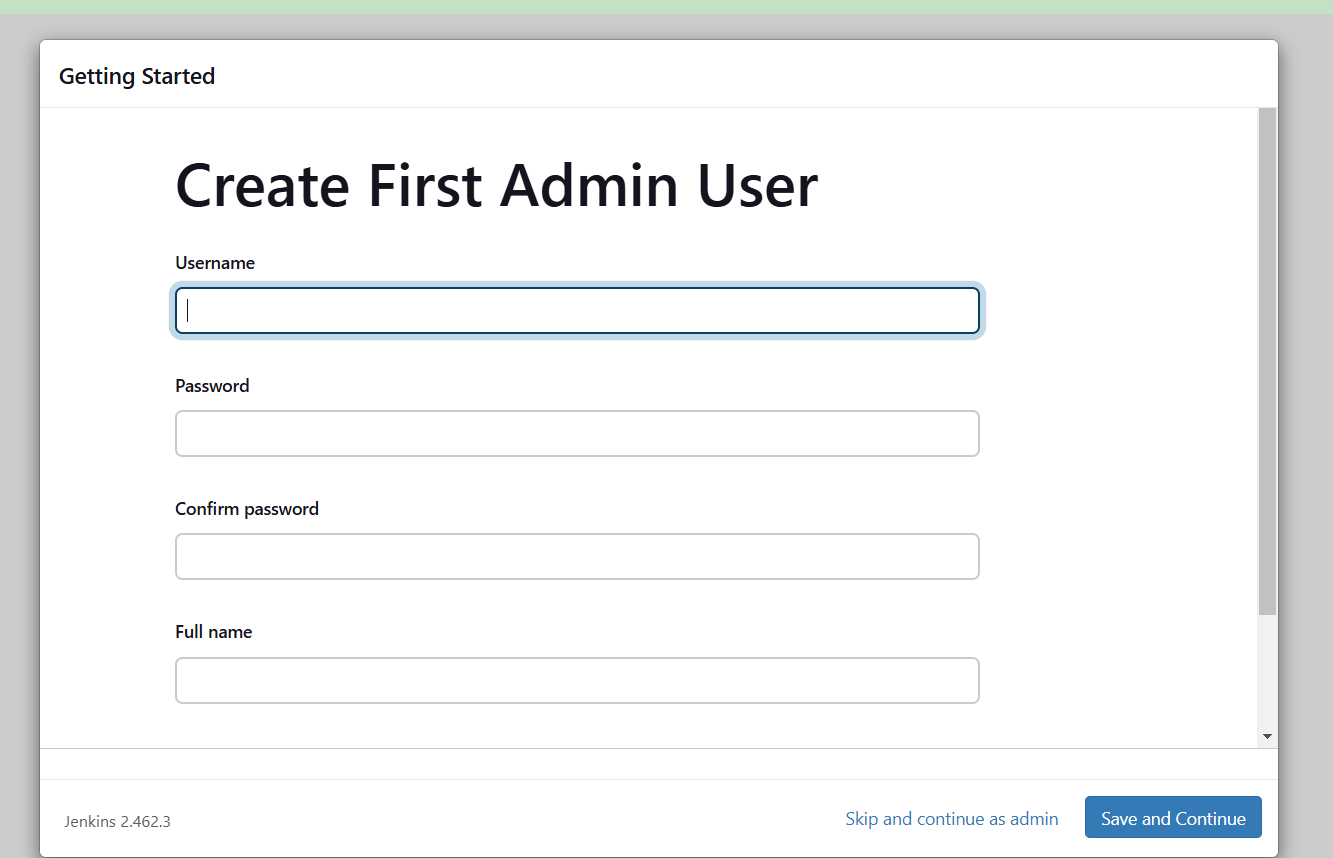 Getting Started
Create First Admin User
Username
Password
Confirm password
Full name
Jenkins 2.462.3
Skip and continue as admin
Save and Continue